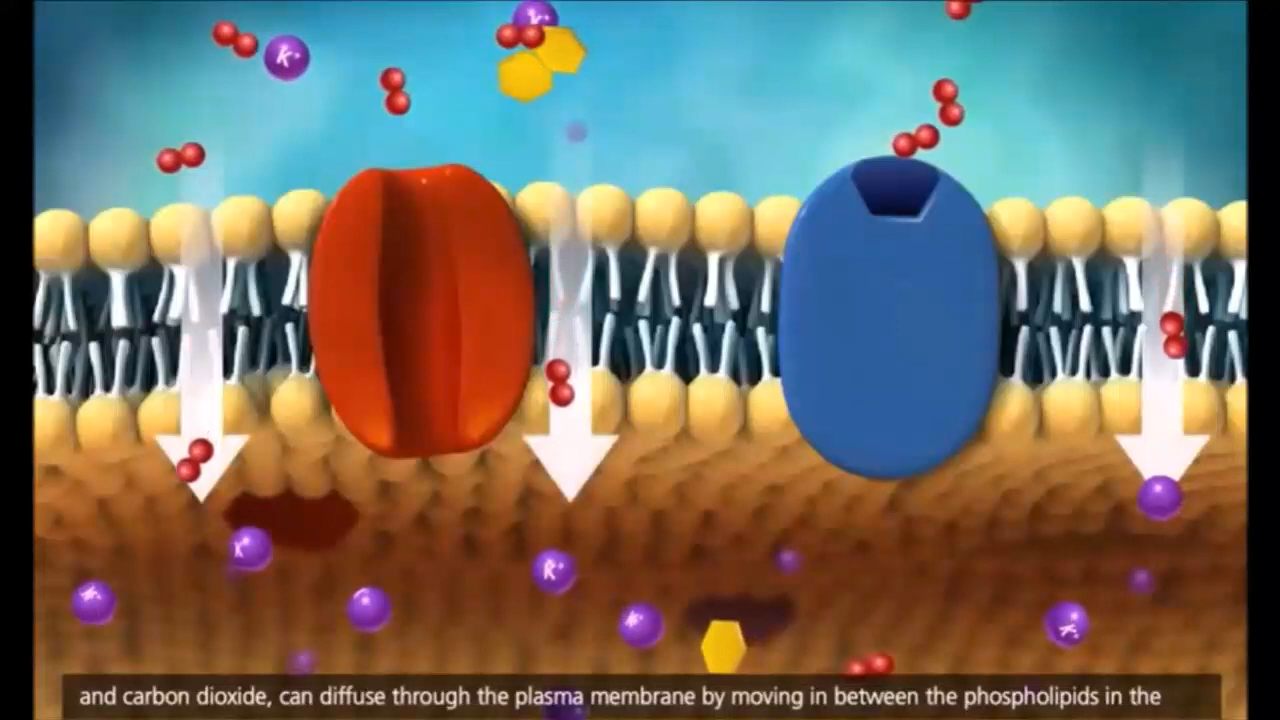 K+
K+
K+
K+
K+
K+
K+
and carbon dioxide, can diffuse through the plasma membrane by moving in between the phospholipids in the